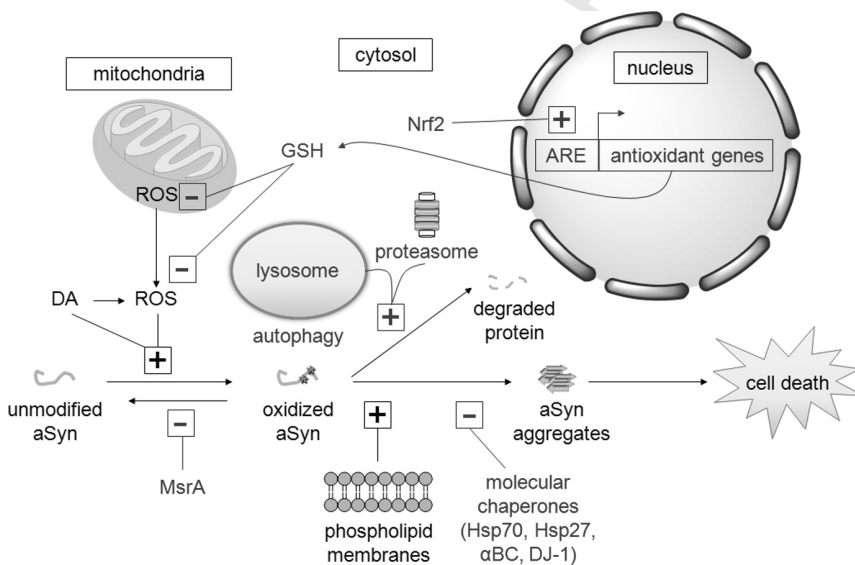 mitochondria
cytosol
nucleus
Nrf2
+
ARE
antioxidant genes
GSH
ROS
−
proteasome
−
lysosome
DA
ROS
+
degraded
protein
autophagy
+
unmodified
aSyn
oxidized
aSyn
aSyn
aggregates
cell death
−
+
−
MsrA
phospholipid
membranes
molecular
chaperones
(Hsp70, Hsp27,
αBC, DJ-1)